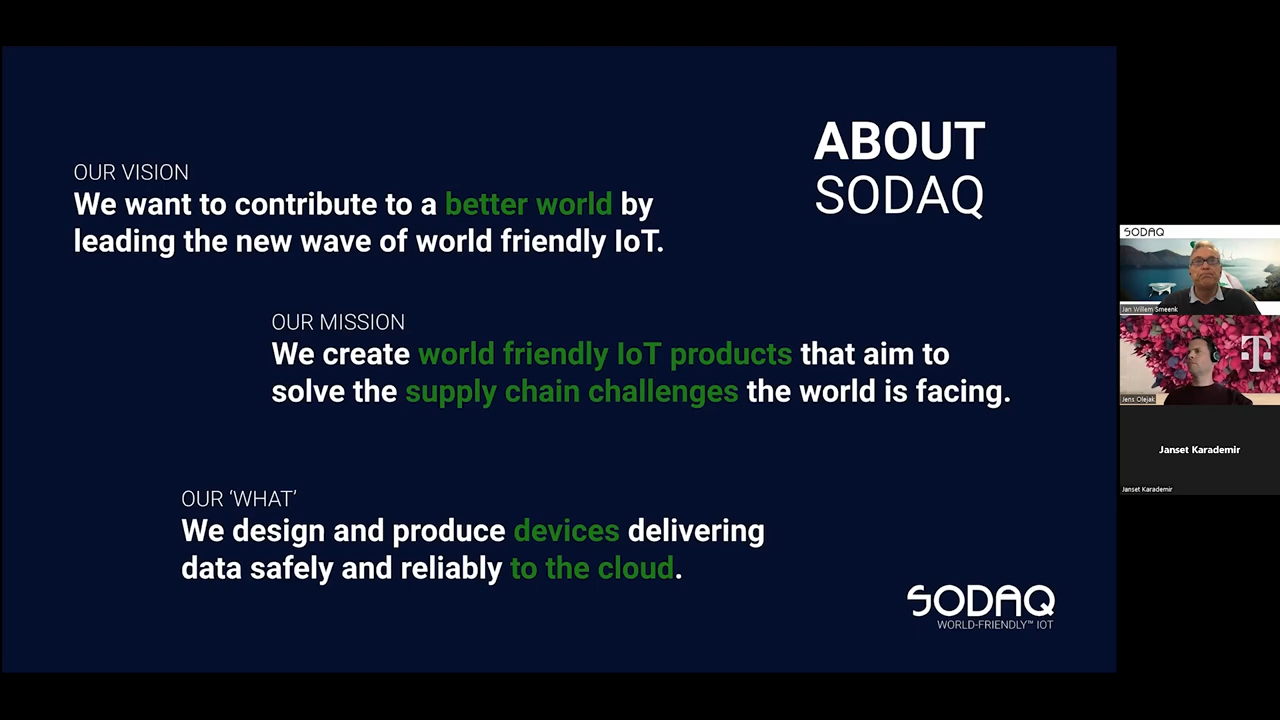 ABOUT
SODAQ
OUR VISION
We want to contribute to a better world by
leading the new wave of world friendly IoT.
OUR MISSION
We create world friendly IoT products that aim to
solve the supply chain challenges the world is facing.
OUR ‘WHAT’
We design and produce devices delivering
data safely and reliably to the cloud.
SODAQ
WORLD-FRIENDLY™ IOT
SODAQ
Jan Willem Smeenk
T
Jens Olejak
Janset Karademir
Janset Karademir